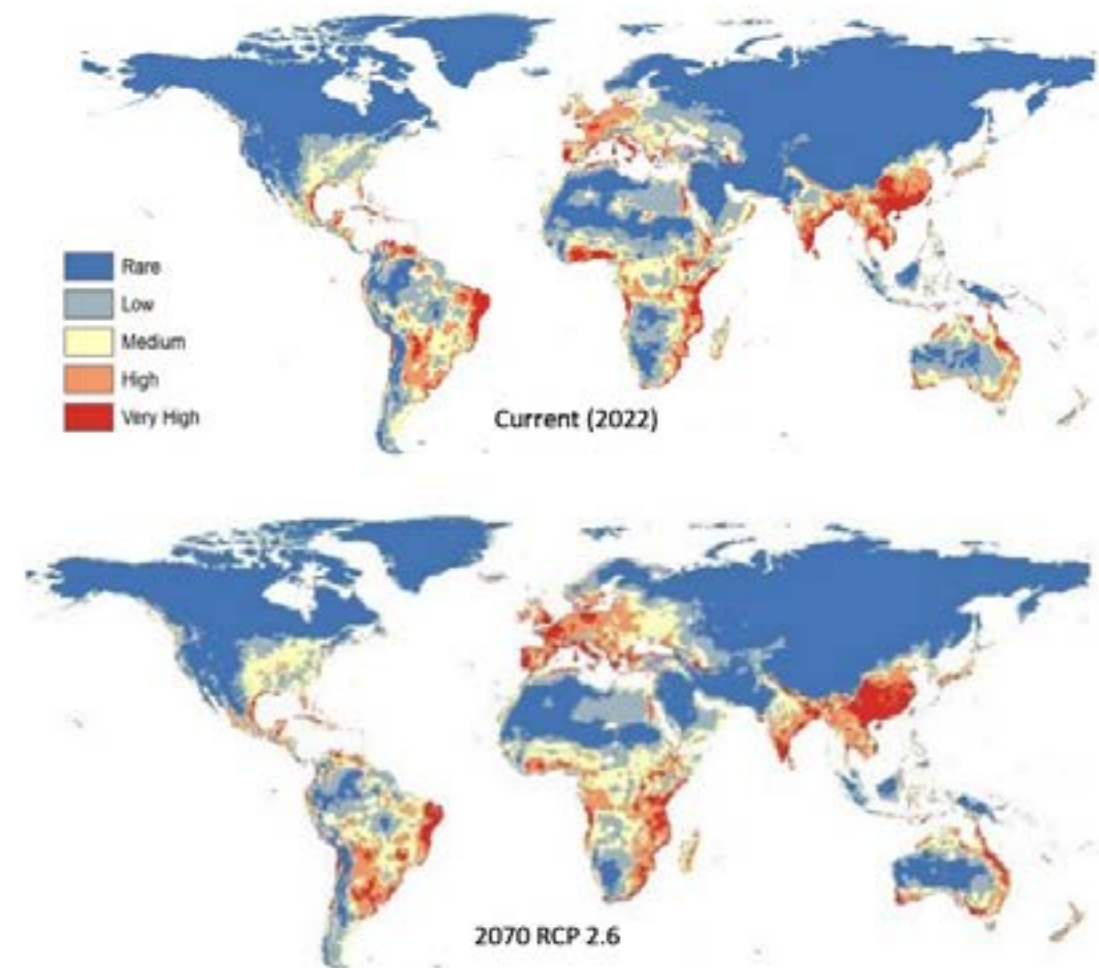 Rare
Low
Medium
High
Very High
Current (2022)
2070 RCP 2.6